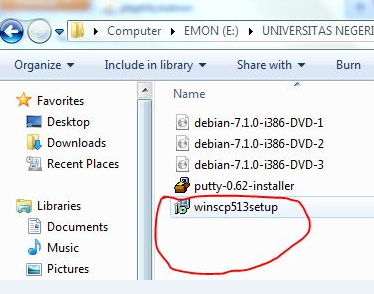 Computer ▸ EMON (E:) ▸ UNIVERSITAS NEGERI
Organize Include in library Share with Burn
Favorites
Desktop
Downloads
Recent Places
Libraries
Documents
Music
Pictures
Name
debian-7.1.0-i386-DVD-1
debian-7.1.0-i386-DVD-2
debian-7.1.0-i386-DVD-3
putty-0.62-installer
winscp513setup